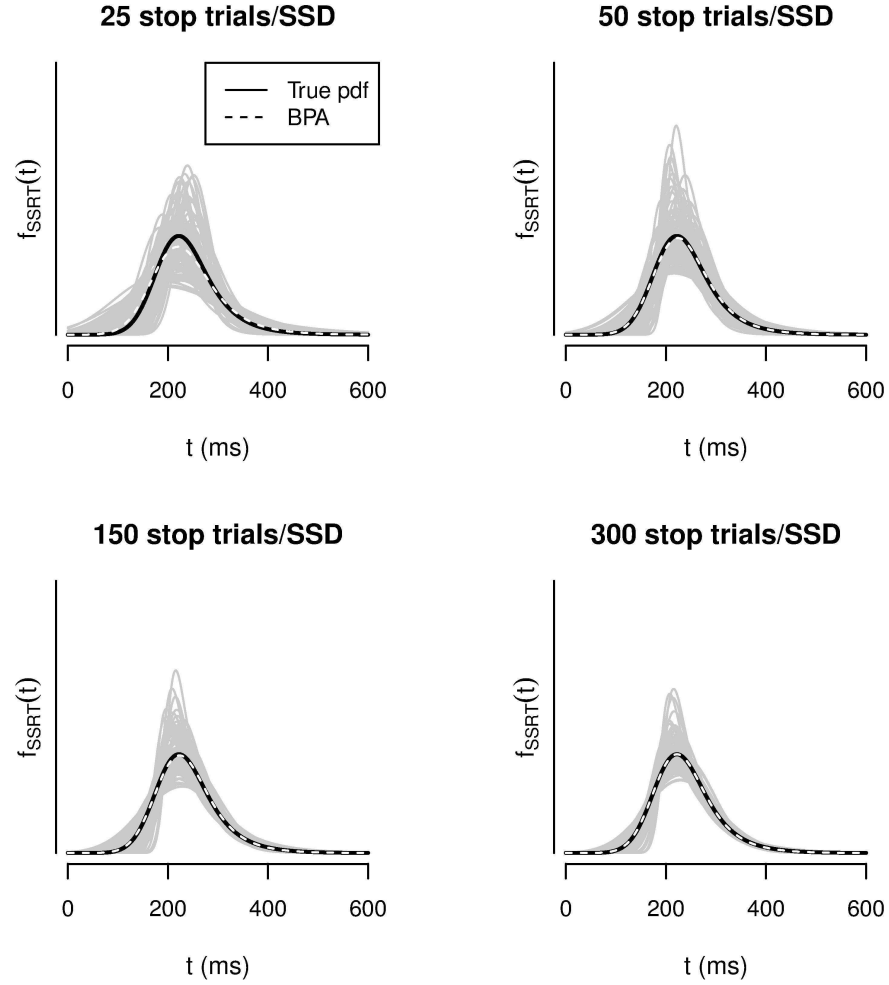 25 stop trials/SSD
True pdf
BPA
fSSRT(t)
0 200 400 600
t (ms)
50 stop trials/SSD
fSSRT(t)
0 200 400 600
t (ms)
150 stop trials/SSD
fSSRT(t)
0 200 400 600
t (ms)
300 stop trials/SSD
fSSRT(t)
0 200 400 600
t (ms)